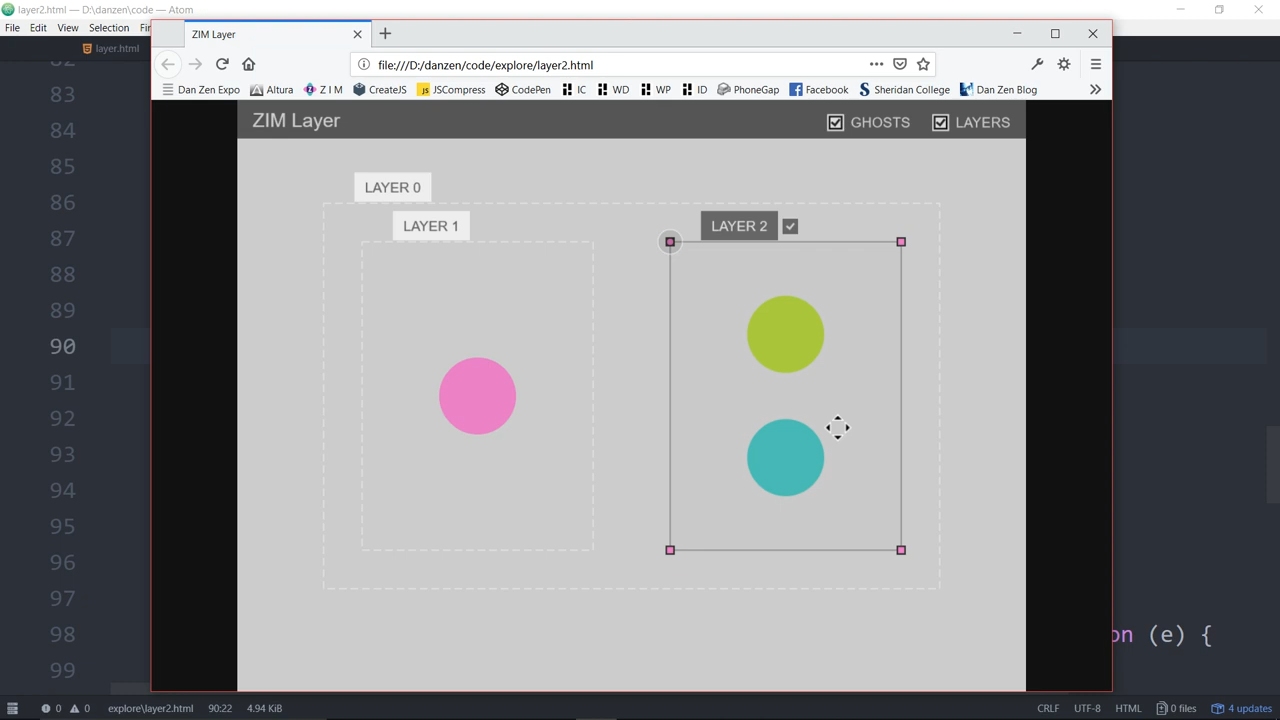 layer2.html — D:\danzen\code — Atom
File Edit View Selection
layer.html
ZIM Layer
file:///D:/danzen/code/explore/layer2.html
Dan Zen Expo Altura Z I M CreateJS JSCompress CodePen IC WD WP ID PhoneGap Facebook Sheridan College Dan Zen Blog
ZIM Layer GHOSTS LAYERS
LAYER 0
LAYER 1 LAYER 2
83
84
85
86
87
88
89
90
91
92
93
94
95
96
97
98 on (e) {
99
0 0 explore\layer2.html 90:22 4.94 KiB CRLF UTF-8 HTML 0 files 4 updates